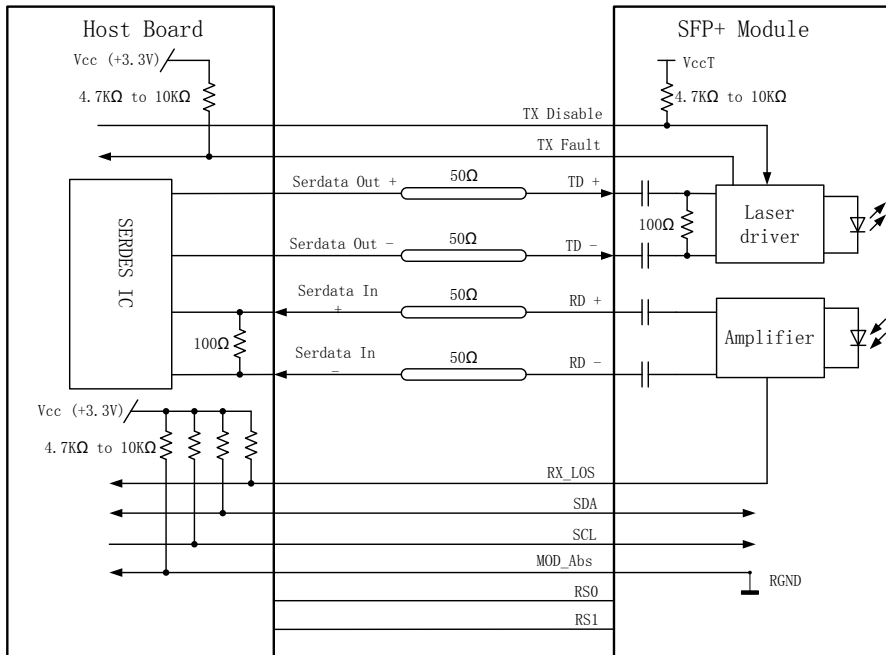 Host Board
SFP+ Module
Vcc (+3.3V)
VccT
4.7KΩ to 10KΩ
4.7KΩ to 10KΩ
TX Disable
TX Fault
Serdata Out +
50Ω
TD +
SERDES IC
100Ω
Laser
driver
Serdata Out -
50Ω
TD -
Serdata In
+
50Ω
RD +
100Ω
Amplifier
Serdata In
-
50Ω
RD -
Vcc (+3.3V)
4.7KΩ to 10KΩ
RX_LOS
SDA
SCL
MOD_Abs
RGND
RS0
RS1